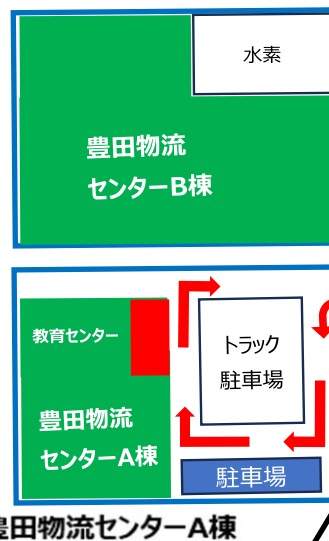 水素
豊田物流
センターB棟
教育センター
トラック
駐車場
豊田物流
センターA棟
駐車場
豊田物流センターA棟